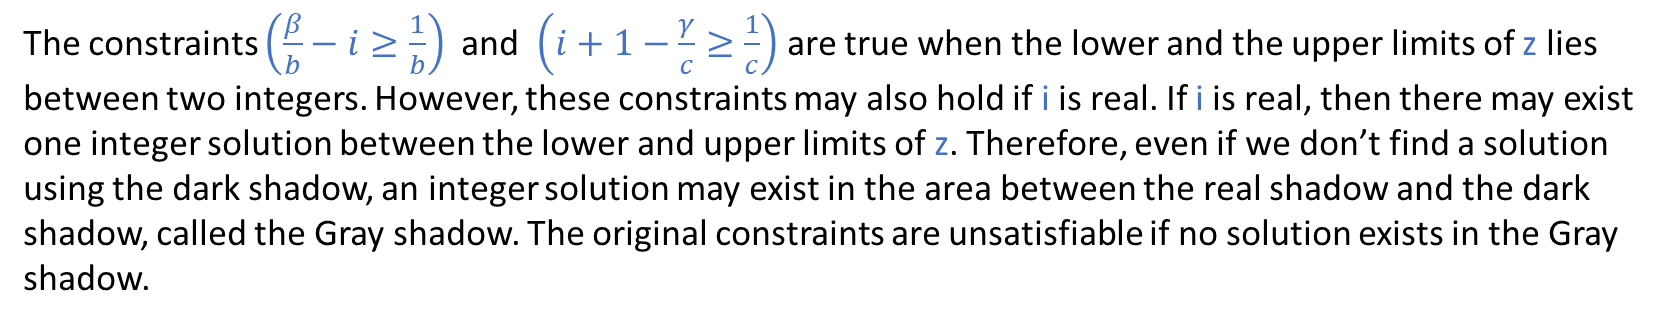 The constraints (β/b − i ≥ 1/b) and (i + 1 − γ/c ≥ 1/c) are true when the lower and the upper limits of z lies
between two integers. However, these constraints may also hold if i is real. If i is real, then there may exist
one integer solution between the lower and upper limits of z. Therefore, even if we don’t find a solution
using the dark shadow, an integer solution may exist in the area between the real shadow and the dark
shadow, called the Gray shadow. The original constraints are unsatisfiable if no solution exists in the Gray
shadow.